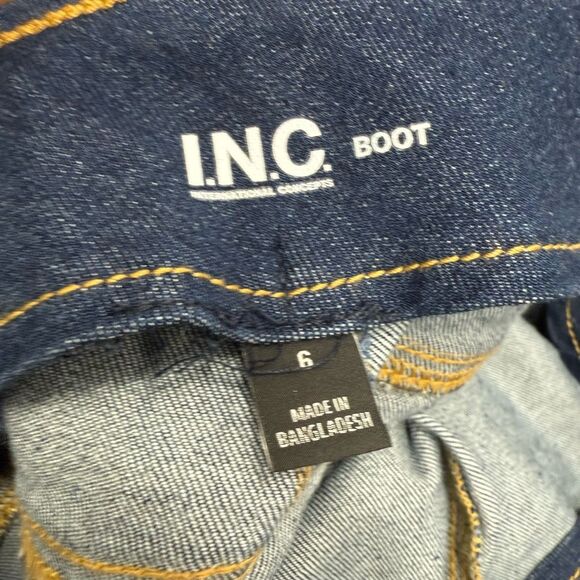 I.N.C. BOOT
INTERNATIONAL CONCEPTS
6
MADE IN
BANGLADESH